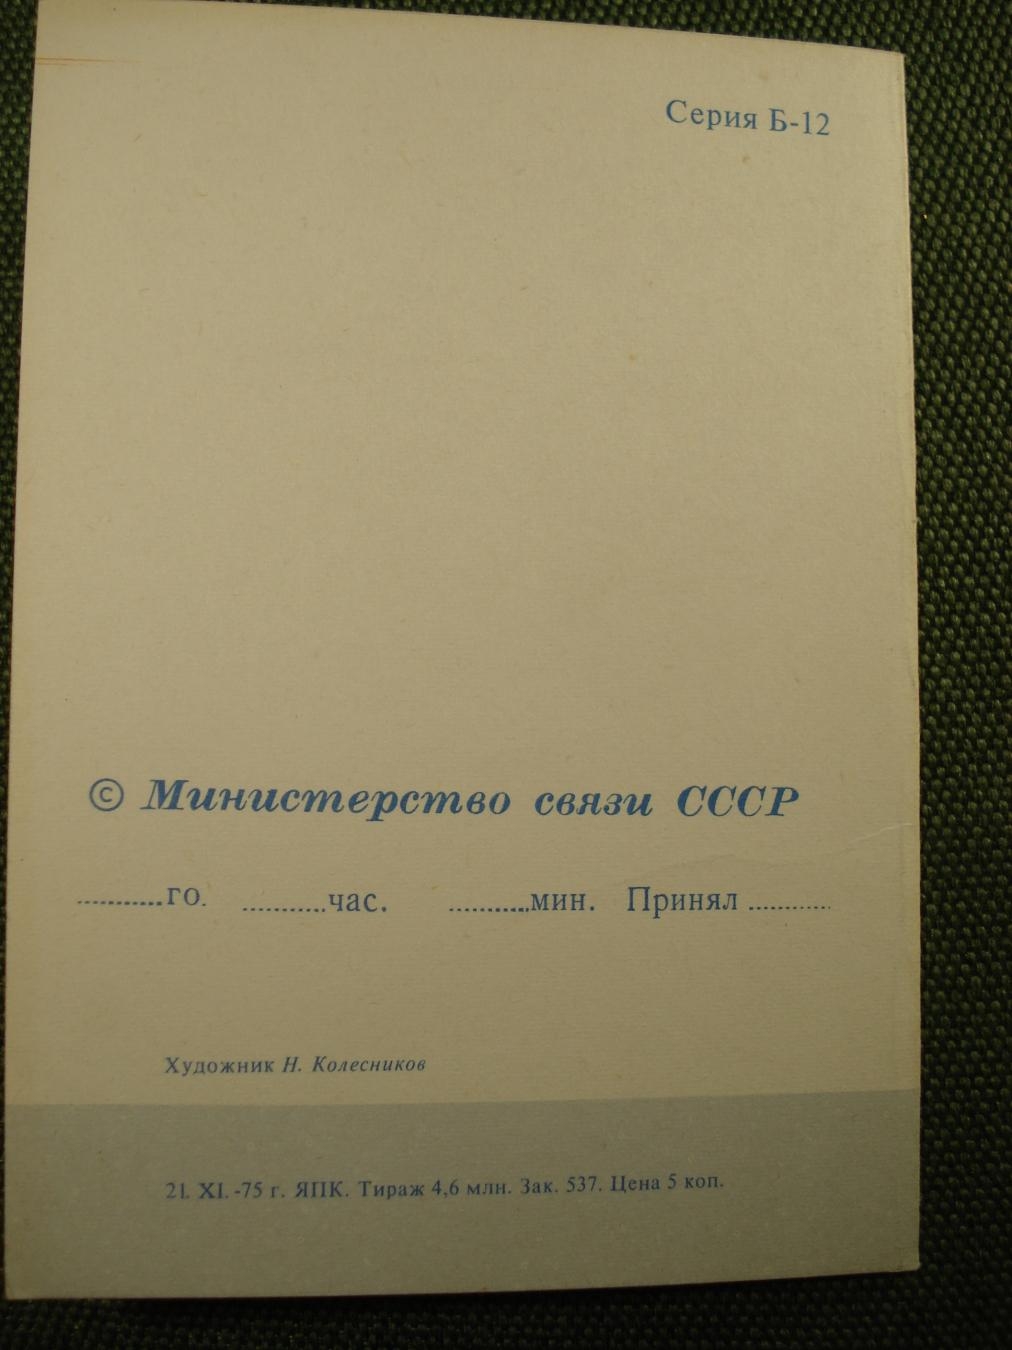 Серия Б-12
© Министерство связи СССР
...........го. ...........час. ...........мин. Принял ............
Художник Н. Колесников
21. XI. -75 г. ЯПК. Тираж 4,6 млн. Зак. 537. Цена 5 коп.